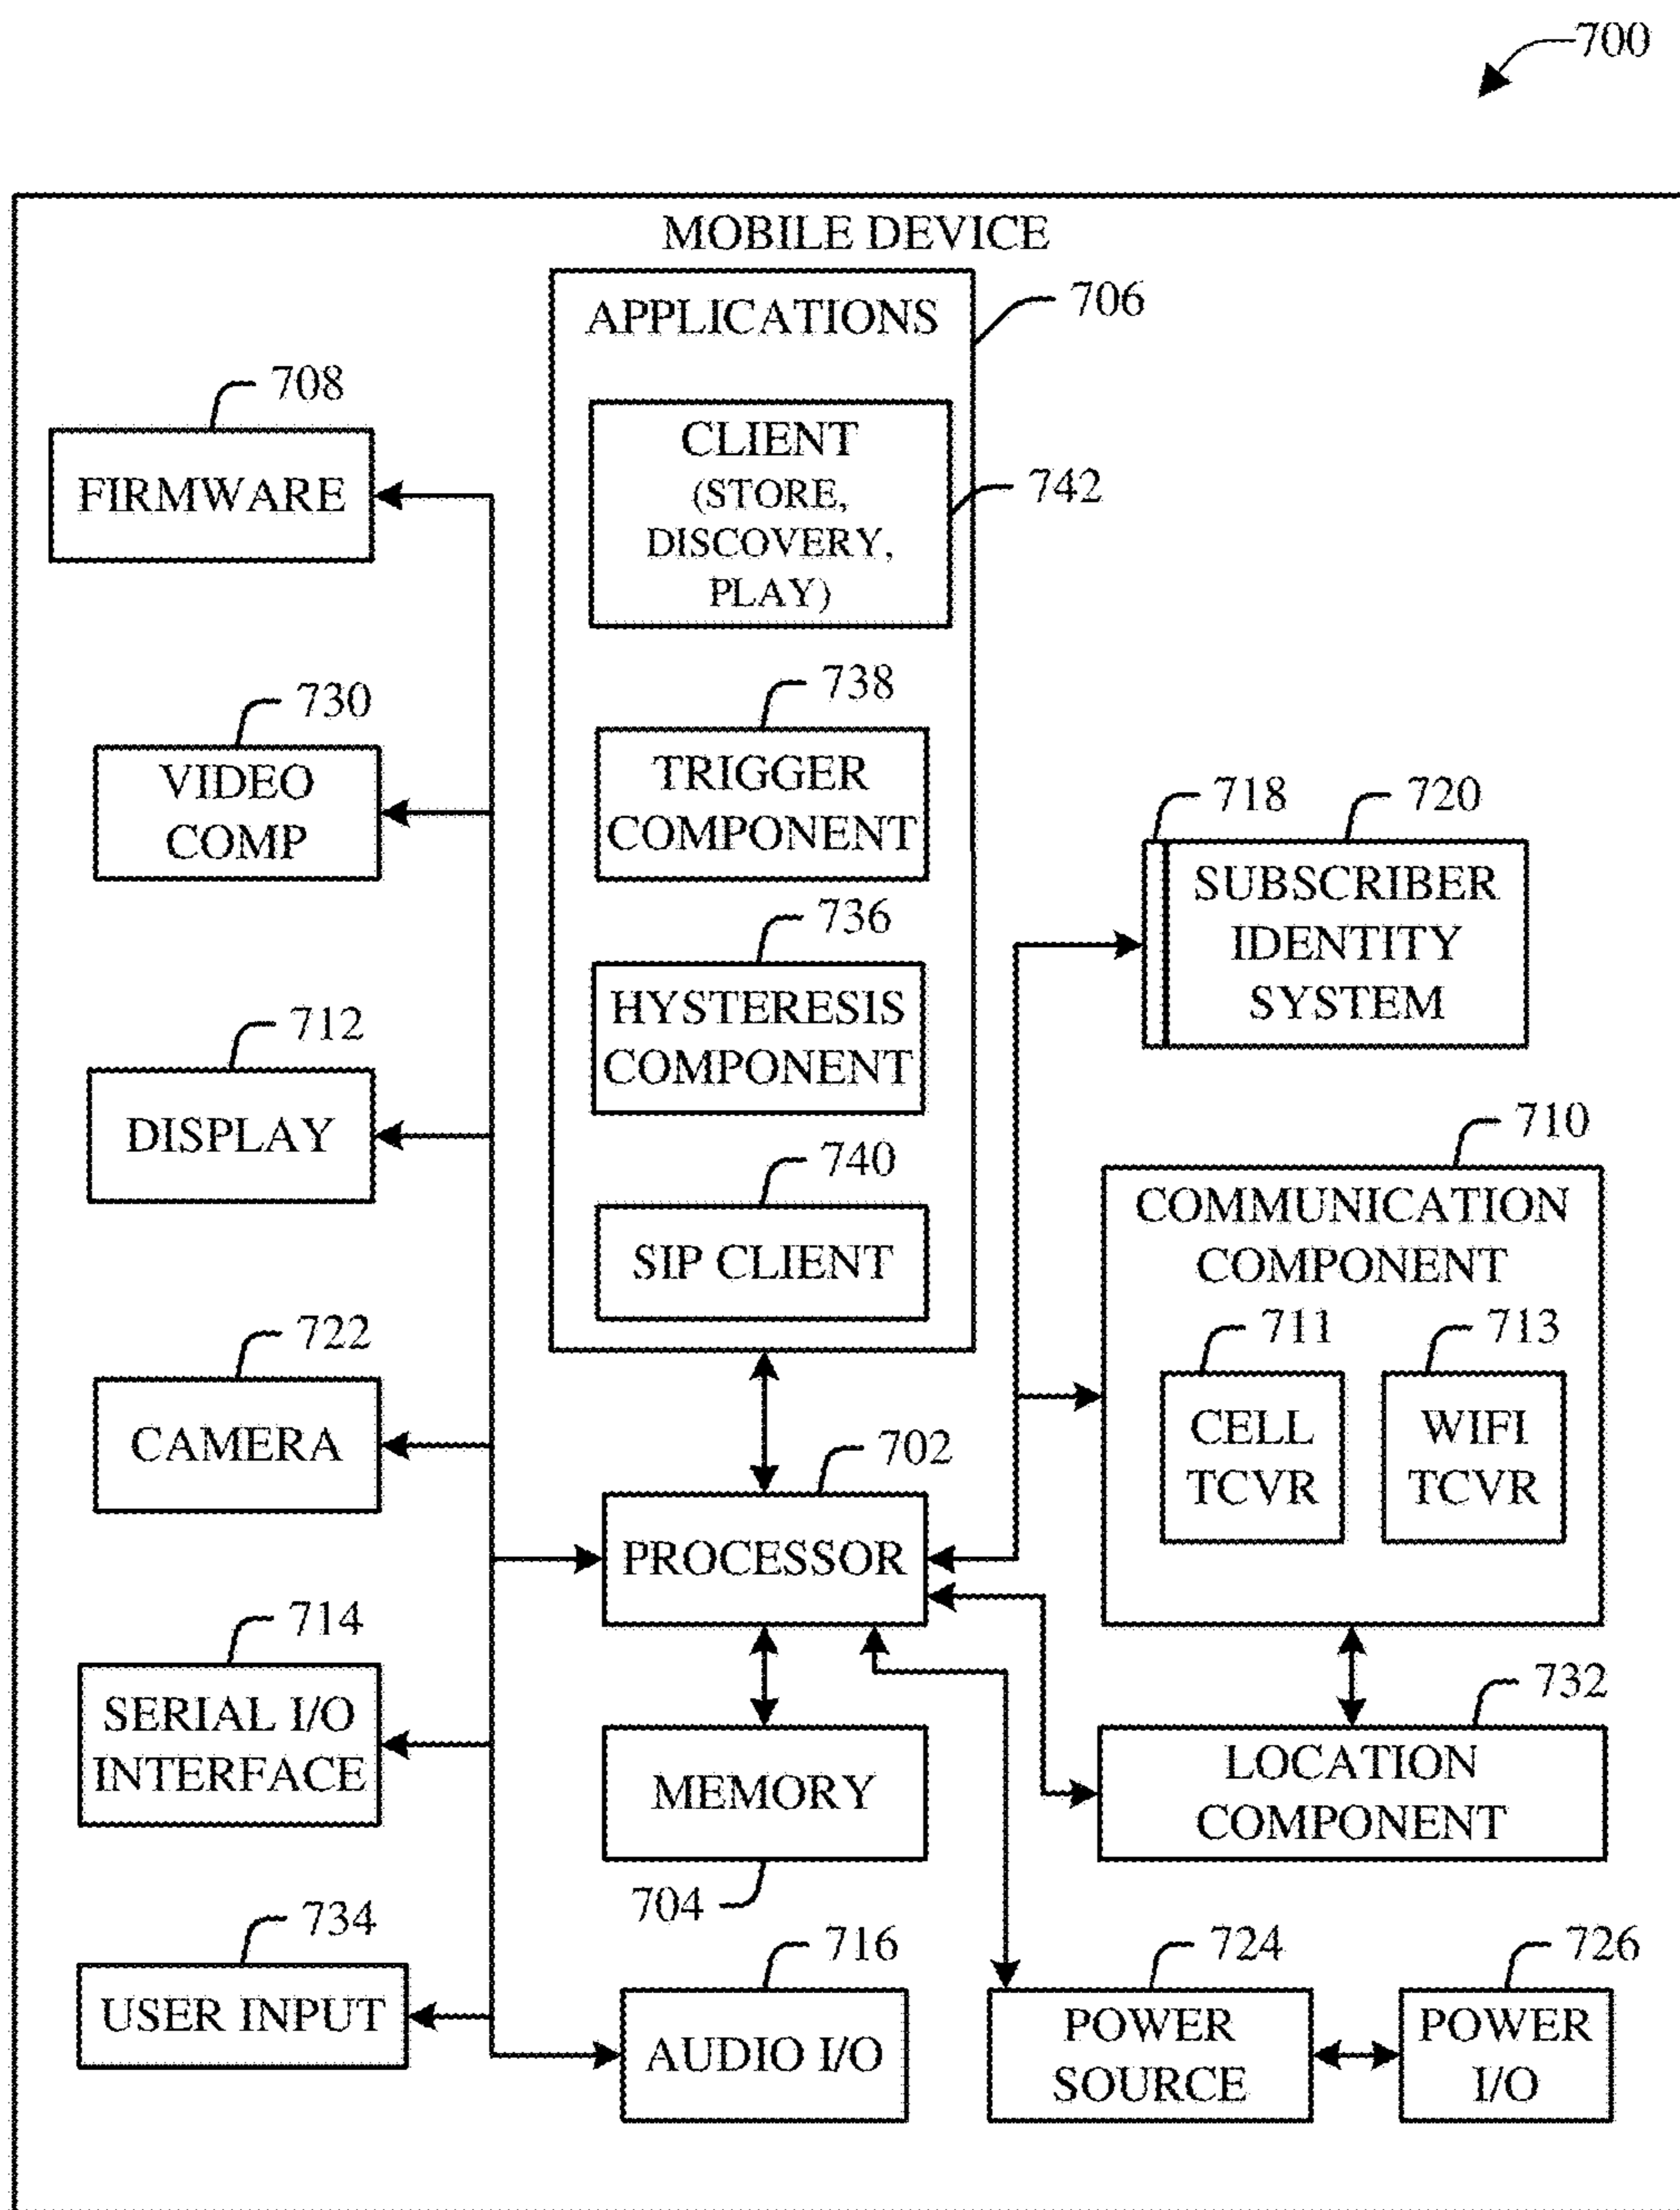 700
MOBILE DEVICE
APPLICATIONS
706
CLIENT
(STORE,
DISCOVERY,
PLAY)
742
738
TRIGGER
COMPONENT
736
HYSTERESIS
COMPONENT
740
SIP CLIENT
708
FIRMWARE
730
VIDEO
COMP
712
DISPLAY
722
CAMERA
714
SERIAL I/O
INTERFACE
734
USER INPUT
702
PROCESSOR
MEMORY
704
716
AUDIO I/O
718
720
SUBSCRIBER
IDENTITY
SYSTEM
710
COMMUNICATION
COMPONENT
711
CELL
TCVR
713
WIFI
TCVR
732
LOCATION
COMPONENT
724
POWER
SOURCE
726
POWER
I/O